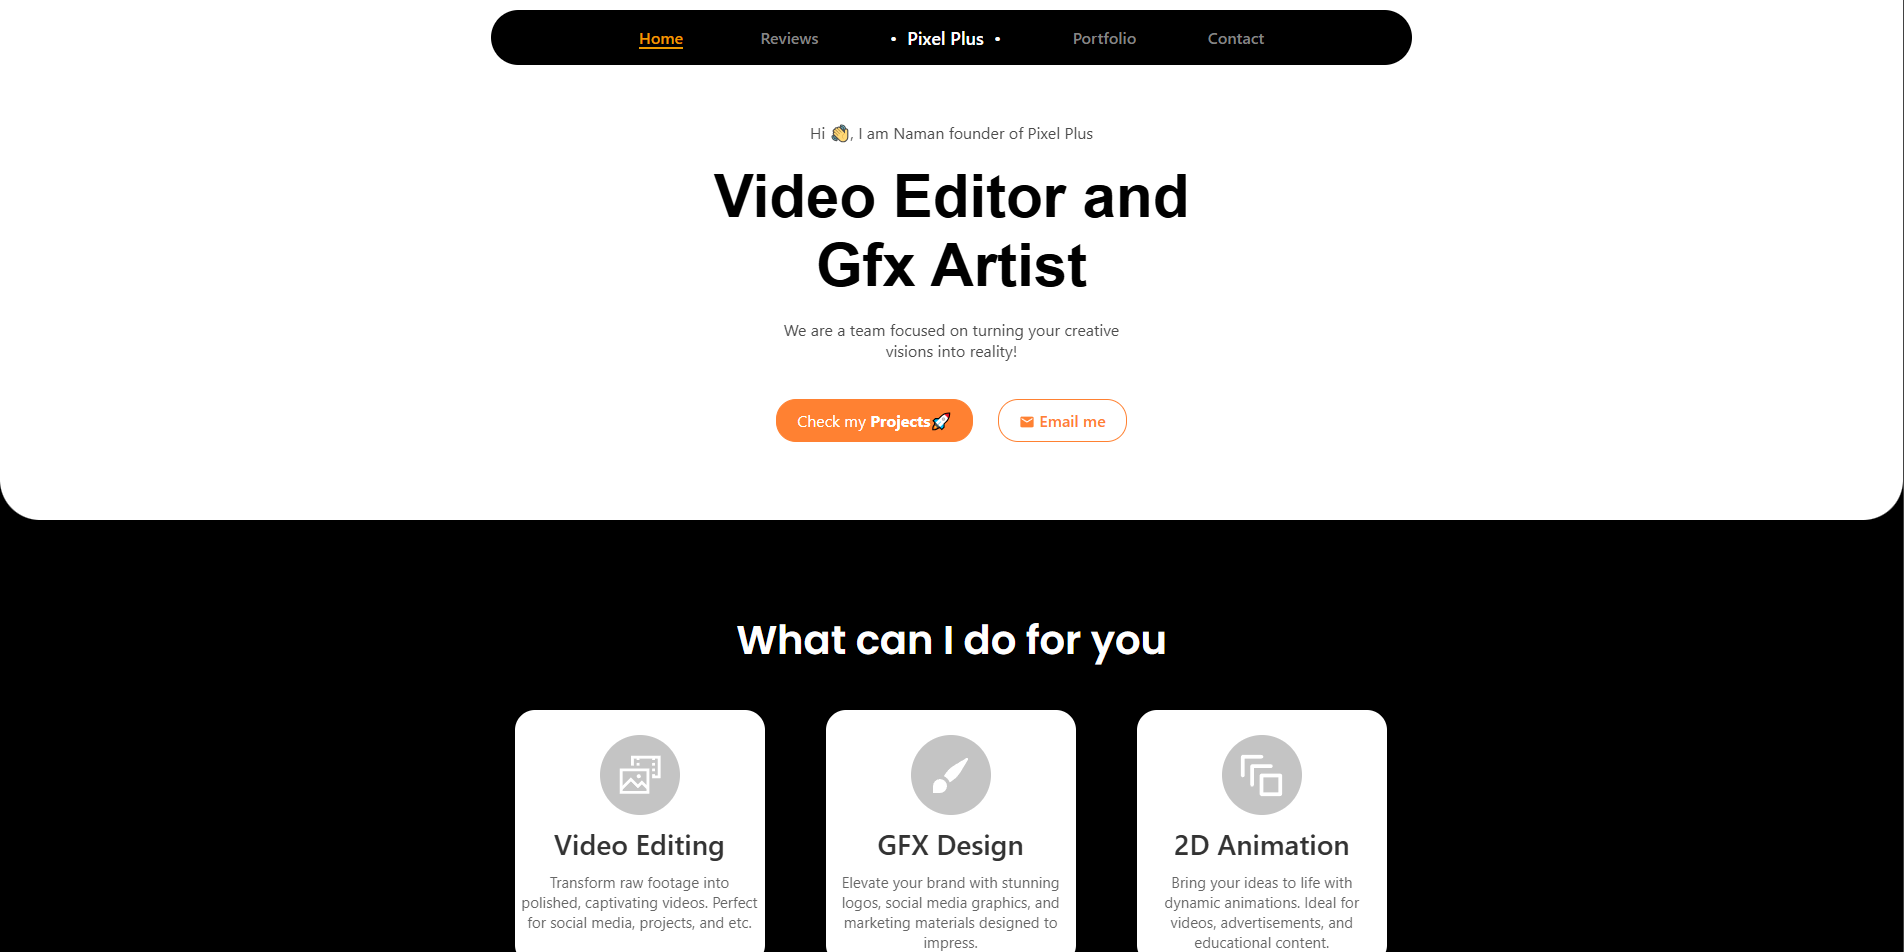 Home Reviews • Pixel Plus • Portfolio Contact
Hi 👋, I am Naman founder of Pixel Plus
Video Editor and
Gfx Artist
We are a team focused on turning your creative
visions into reality!
Check my Projects🚀 Email me
What can I do for you
Video Editing
Transform raw footage into
polished, captivating videos. Perfect
for social media, projects, and etc.
GFX Design
Elevate your brand with stunning
logos, social media graphics, and
marketing materials designed to
impress.
2D Animation
Bring your ideas to life with
dynamic animations. Ideal for
videos, advertisements, and
educational content.